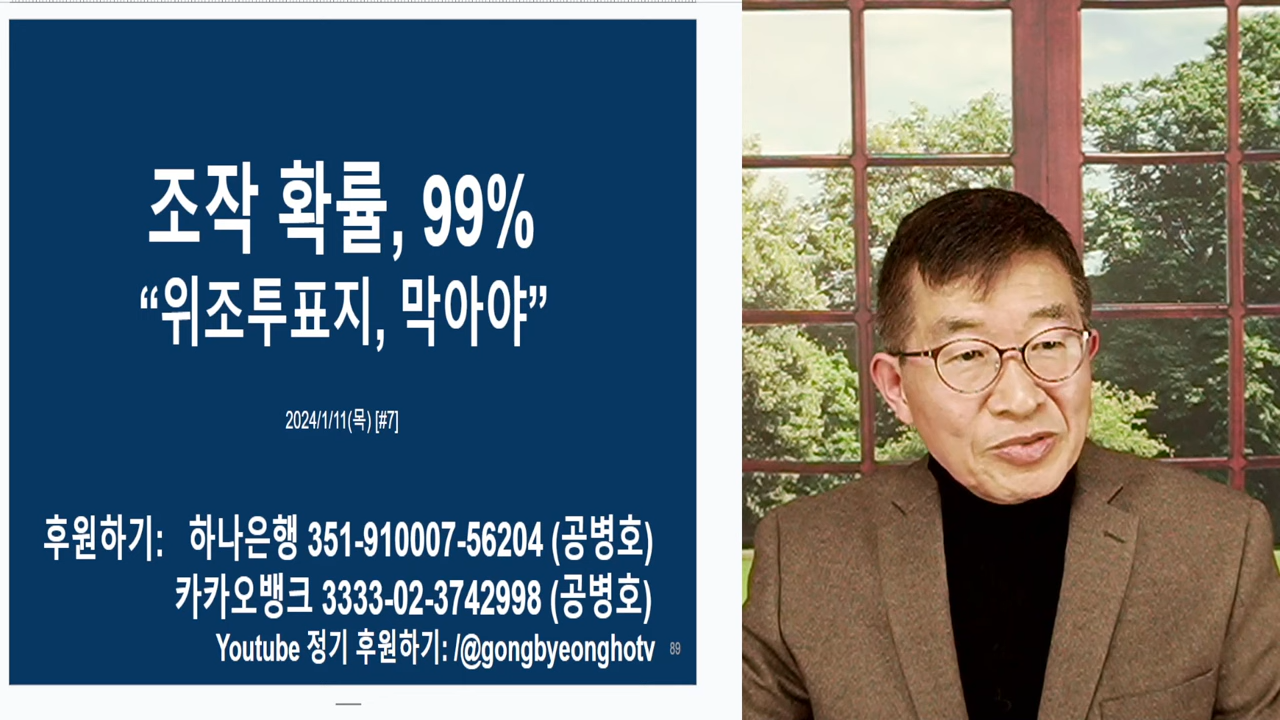 조작 확률, 99%
“위조투표지, 막아야”
2024/1/11(목) [#7]
후원하기: 하나은행 351-910007-56204 (공병호)
카카오뱅크 3333-02-3742998 (공병호)
Youtube 정기 후원하기: /@gongbyeonghotv
89